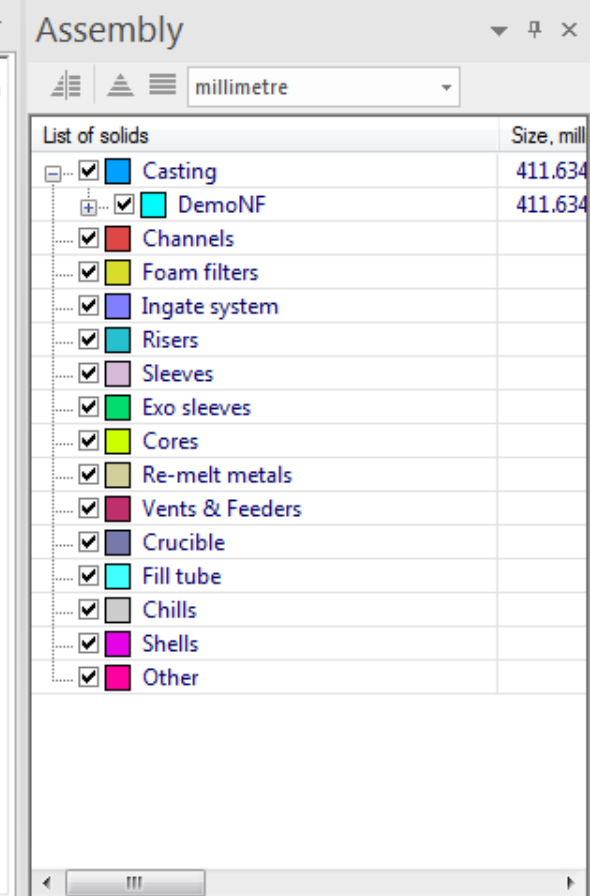 Assembly
millimetre
List of solids Size, mill
Casting 411.634
DemoNF 411.634
Channels
Foam filters
Ingate system
Risers
Sleeves
Exo sleeves
Cores
Re-melt metals
Vents & Feeders
Crucible
Fill tube
Chills
Shells
Other